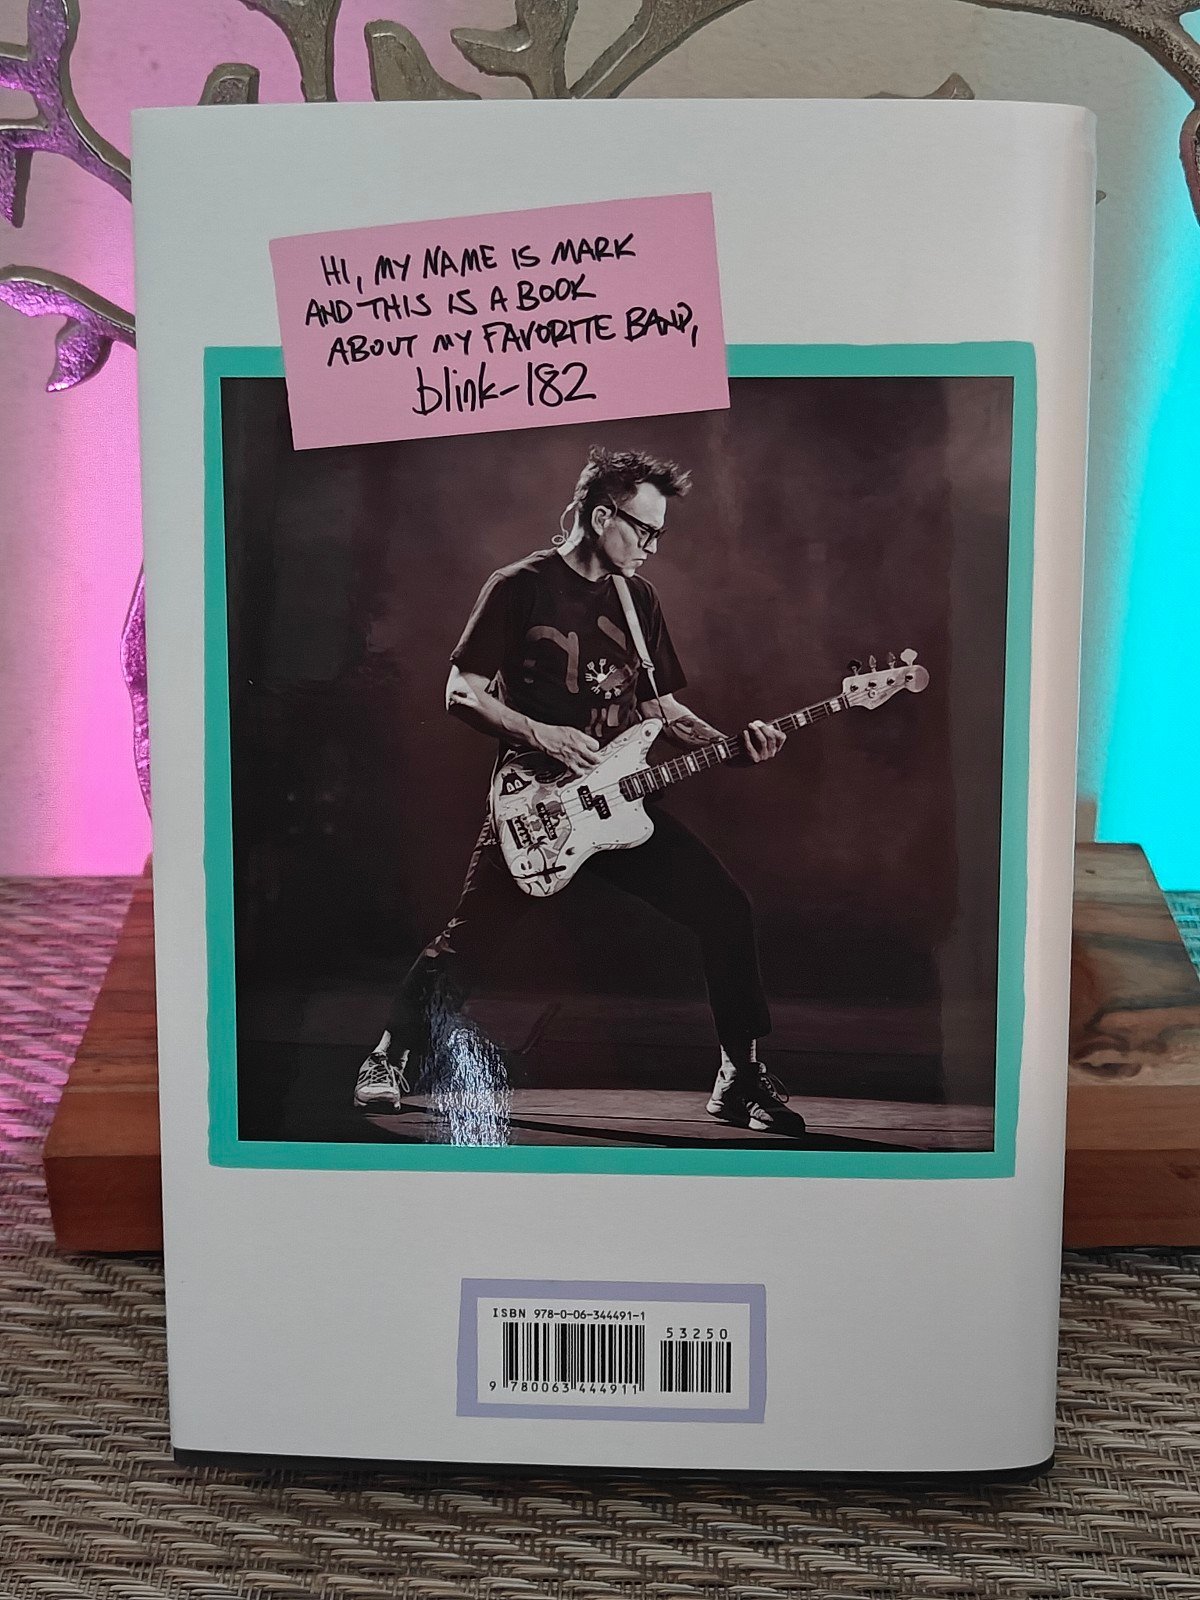 HI, MY NAME IS MARK
AND THIS IS A BOOK
ABOUT MY FAVORITE BAND,
blink-182
ISBN 978-0-06-344491-1
53250
9 780063 444911